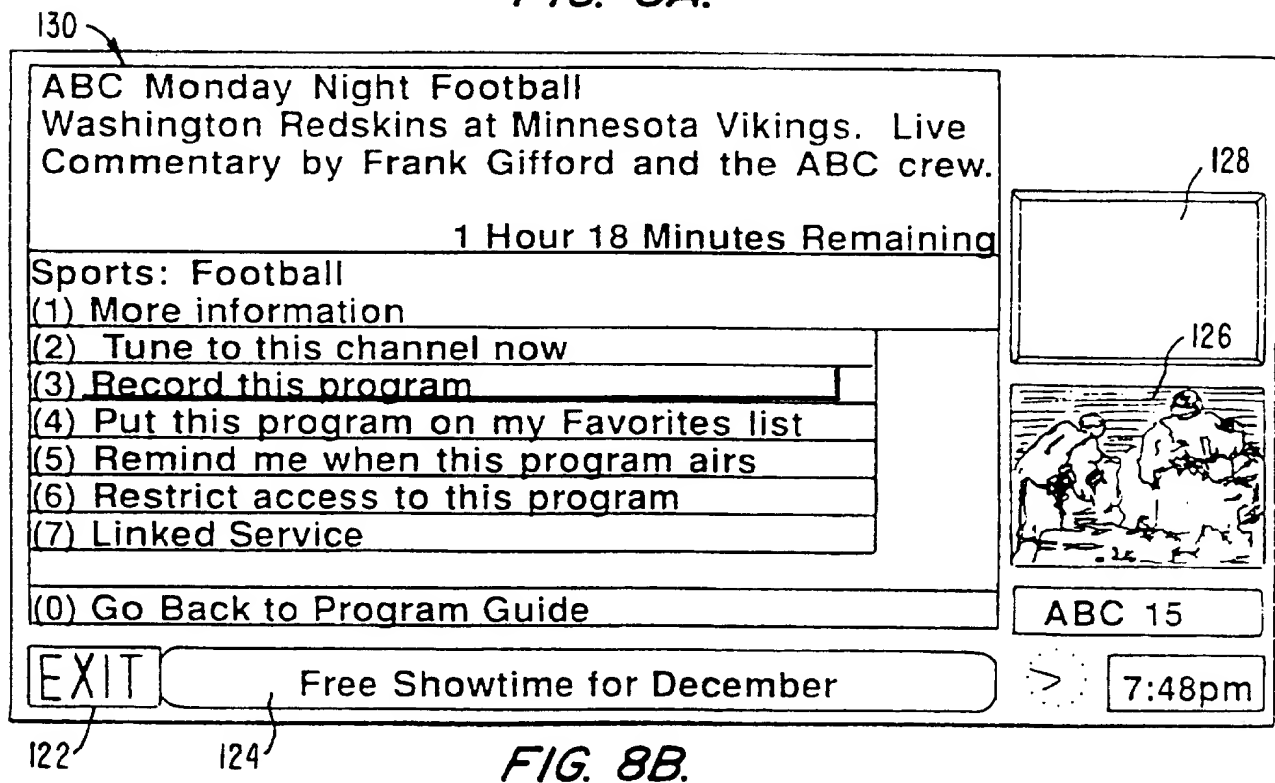 FIG. 8A.
130
ABC Monday Night Football
Washington Redskins at Minnesota Vikings. Live
Commentary by Frank Gifford and the ABC crew.
1 Hour 18 Minutes Remaining
Sports: Football
(1) More information
(2) Tune to this channel now
(3) Record this program
(4) Put this program on my Favorites list
(5) Remind me when this program airs
(6) Restrict access to this program
(7) Linked Service
(0) Go Back to Program Guide
128
126
ABC 15
EXIT
Free Showtime for December
7:48pm
122
124
FIG. 8B.